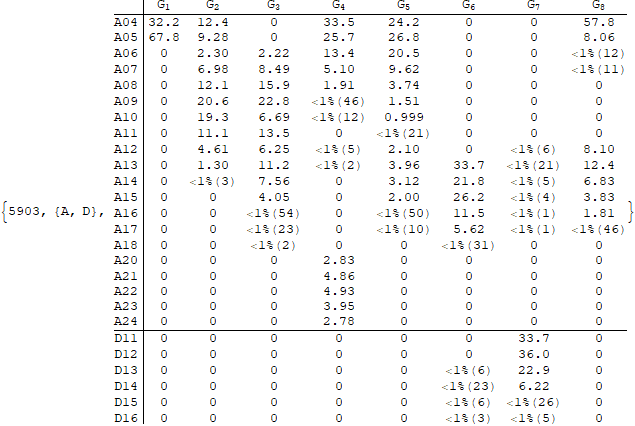 G₁ G₂ G₃ G₄ G₅ G₆ G₇ G₈
A04 32.2 12.4 0 33.5 24.2 0 0 57.8
A05 67.8 9.28 0 25.7 26.8 0 0 8.06
A06 0 2.30 2.22 13.4 20.5 0 0 <1%(12)
A07 0 6.98 8.49 5.10 9.62 0 0 <1%(11)
A08 0 12.1 15.9 1.91 3.74 0 0 0
A09 0 20.6 22.8 <1%(46) 1.51 0 0 0
A10 0 19.3 6.69 <1%(12) 0.999 0 0 0
A11 0 11.1 13.5 0 <1%(21) 0 0 0
A12 0 4.61 6.25 <1%(5) 2.10 0 <1%(6) 8.10
A13 0 1.30 11.2 <1%(2) 3.96 33.7 <1%(21) 12.4
A14 0 <1%(3) 7.56 0 3.12 21.8 <1%(5) 6.83
A15 0 0 4.05 0 2.00 26.2 <1%(4) 3.83
{5903, {A, D}, A16 0 0 <1%(54) 0 <1%(50) 11.5 <1%(1) 1.81 }
A17 0 0 <1%(23) 0 <1%(10) 5.62 <1%(1) <1%(46)
A18 0 0 <1%(2) 0 0 <1%(31) 0 0
A20 0 0 0 2.83 0 0 0 0
A21 0 0 0 4.86 0 0 0 0
A22 0 0 0 4.93 0 0 0 0
A23 0 0 0 3.95 0 0 0 0
A24 0 0 0 2.78 0 0 0 0
D11 0 0 0 0 0 0 33.7 0
D12 0 0 0 0 0 0 36.0 0
D13 0 0 0 0 0 <1%(6) 22.9 0
D14 0 0 0 0 0 <1%(23) 6.22 0
D15 0 0 0 0 0 <1%(6) <1%(26) 0
D16 0 0 0 0 0 <1%(3) <1%(5) 0